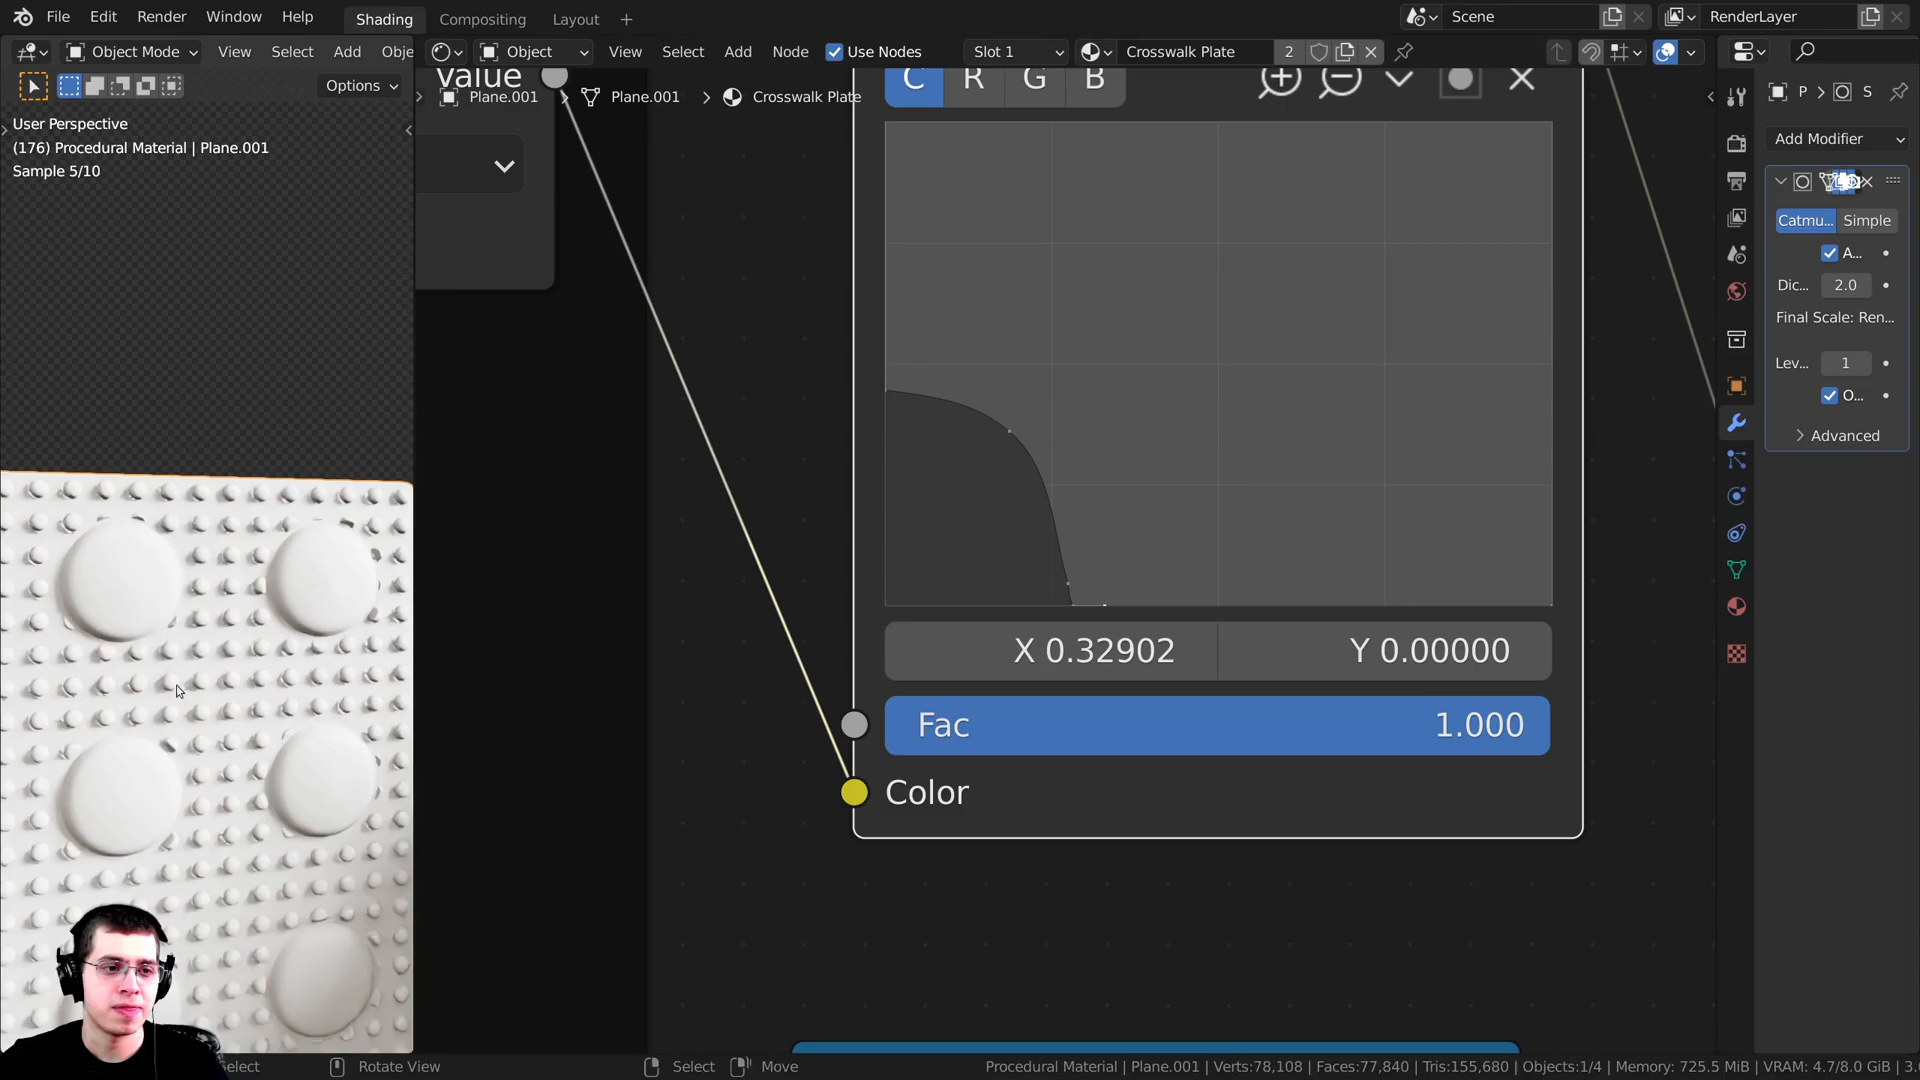 File Edit Render Window Help Shading Compositing Layout + Scene RenderLayer
Object Mode View Select Add Obje Object View Select Add Node Use Nodes Slot 1 Crosswalk Plate 2
Options
Value
Plane.001 > Plane.001 > Crosswalk Plate
C R G B
P > S
User Perspective
(176) Procedural Material | Plane.001
Sample 5/10
Add Modifier
Catmu... Simple
A...
Dic... 2.0
Final Scale: Ren...
Lev... 1
O...
Advanced
X 0.32902 Y 0.00000
Fac 1.000
Color
Select Rotate View Select Move Procedural Material | Plane.001 | Verts:78,108 | Faces:77,840 | Tris:155,680 | Objects:1/4 | Memory: 725.5 MiB | VRAM: 4.7/8.0 GiB | 3.